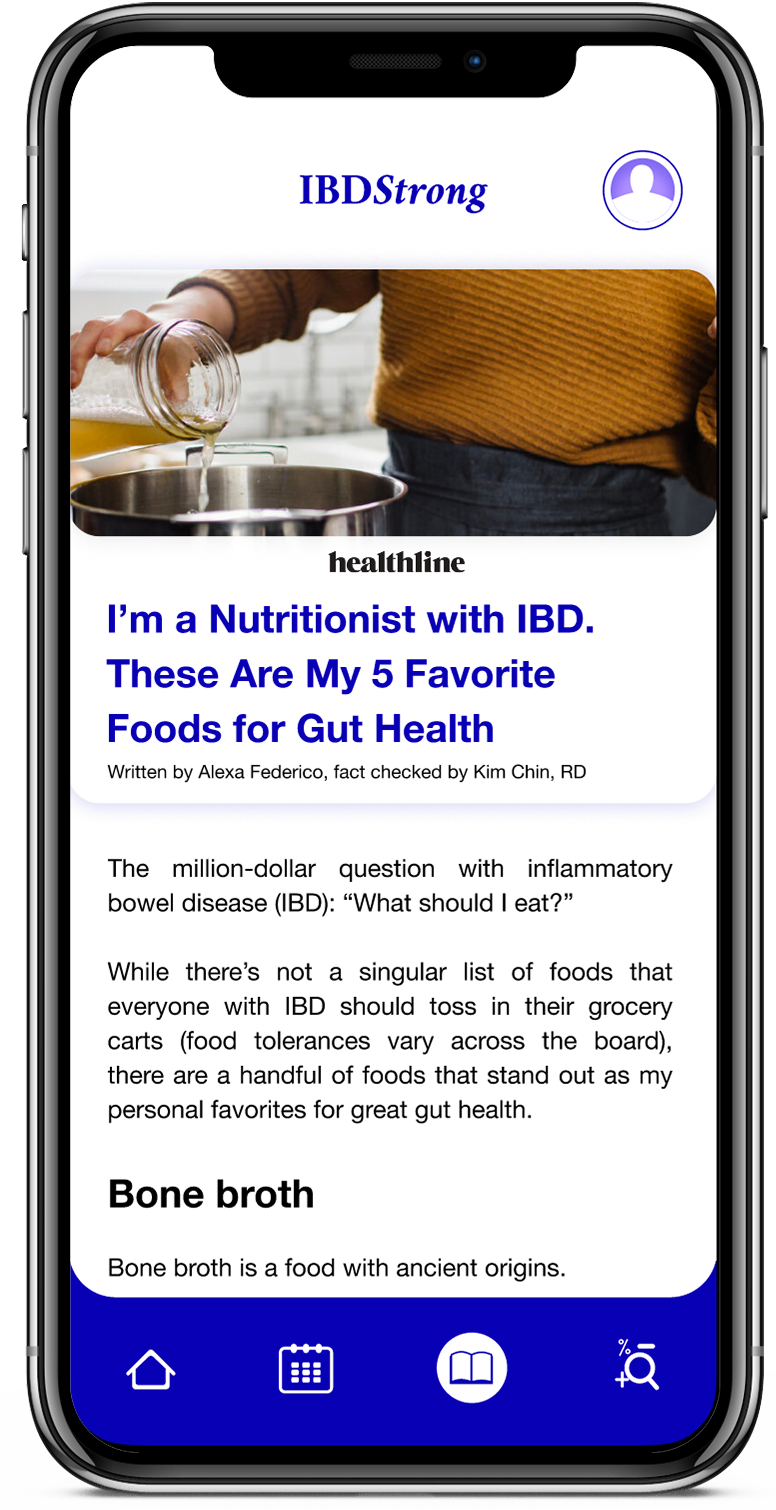 IBDStrong
healthline
I’m a Nutritionist with IBD.
These Are My 5 Favorite
Foods for Gut Health
Written by Alexa Federico, fact checked by Kim Chin, RD
The million-dollar question with inflammatory
bowel disease (IBD): “What should I eat?”
While there’s not a singular list of foods that
everyone with IBD should toss in their grocery
carts (food tolerances vary across the board),
there are a handful of foods that stand out as my
personal favorites for great gut health.
Bone broth
Bone broth is a food with ancient origins.
%